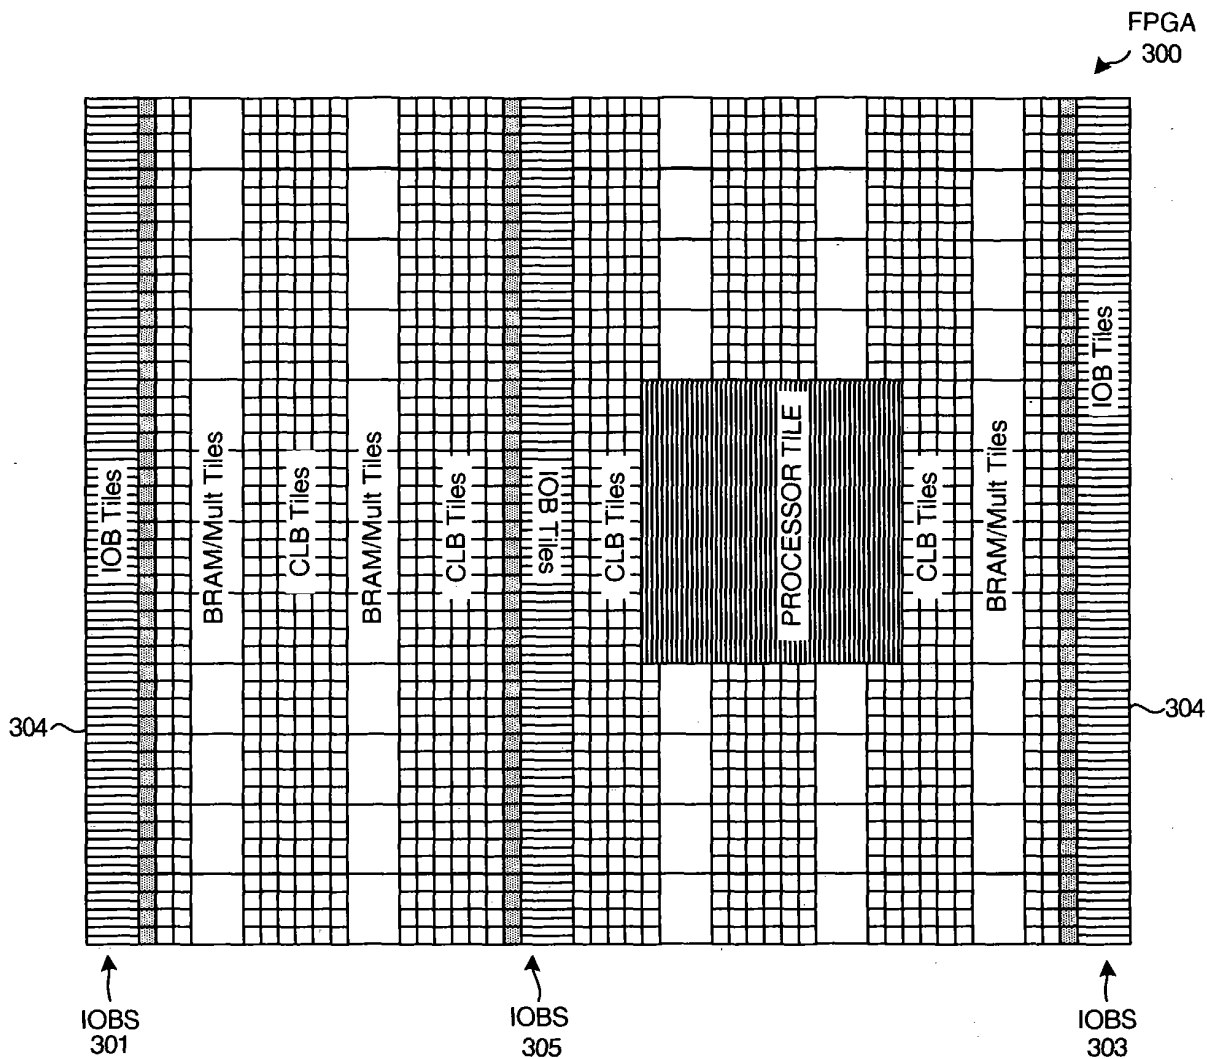 FPGA
300
IOB Tiles
BRAM/Mult Tiles
CLB Tiles
BRAM/Mult Tiles
CLB Tiles
IOB Tiles
CLB Tiles
PROCESSOR TILE
CLB Tiles
BRAM/Mult Tiles
IOB Tiles
304
304
IOBS
301
IOBS
305
IOBS
303